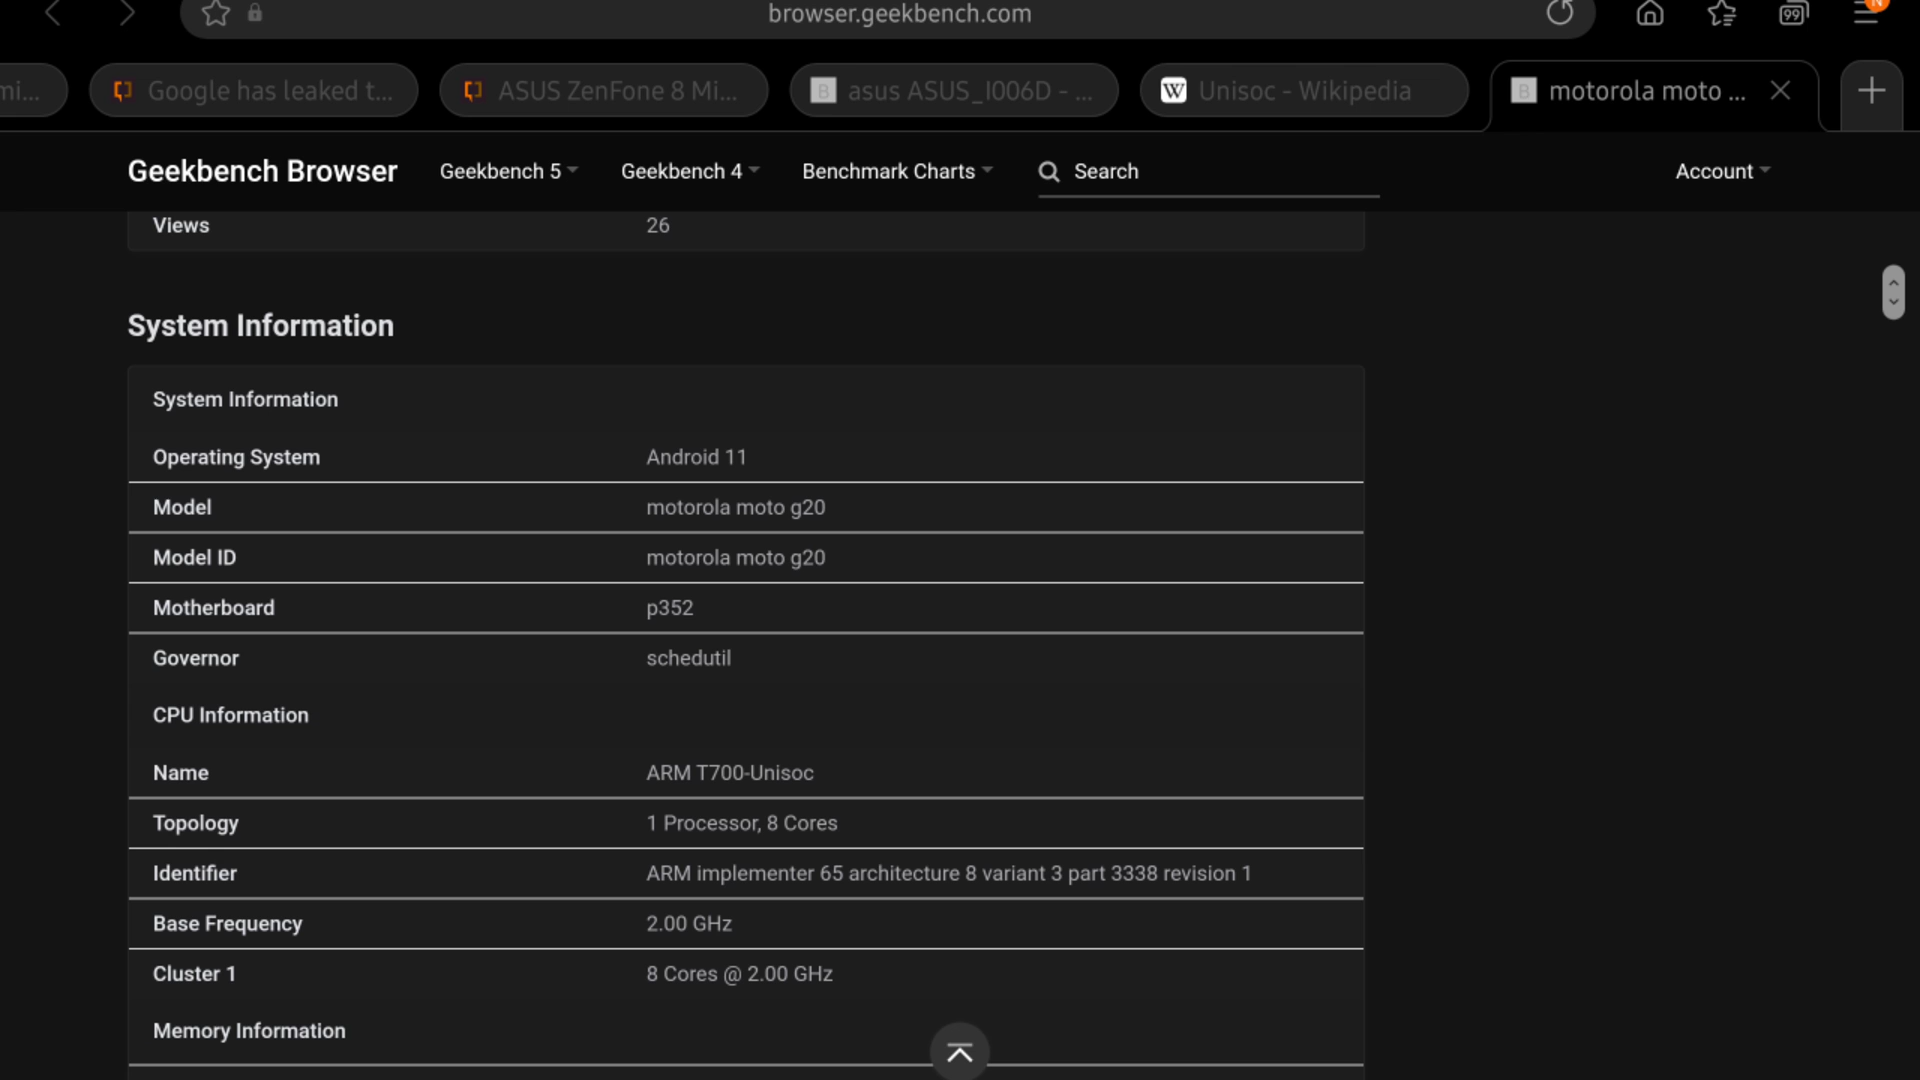 browser.geekbench.com
99
N
mi...
Google has leaked t...
ASUS ZenFone 8 Mi...
B
asus ASUS_I006D - ...
W
Unisoc - Wikipedia
B
motorola moto ...
Geekbench Browser
Geekbench 5
Geekbench 4
Benchmark Charts
Search
Account
Views 26
System Information
System Information
Operating System Android 11
Model motorola moto g20
Model ID motorola moto g20
Motherboard p352
Governor schedutil
CPU Information
Name ARM T700-Unisoc
Topology 1 Processor, 8 Cores
Identifier ARM implementer 65 architecture 8 variant 3 part 3338 revision 1
Base Frequency 2.00 GHz
Cluster 1 8 Cores @ 2.00 GHz
Memory Information